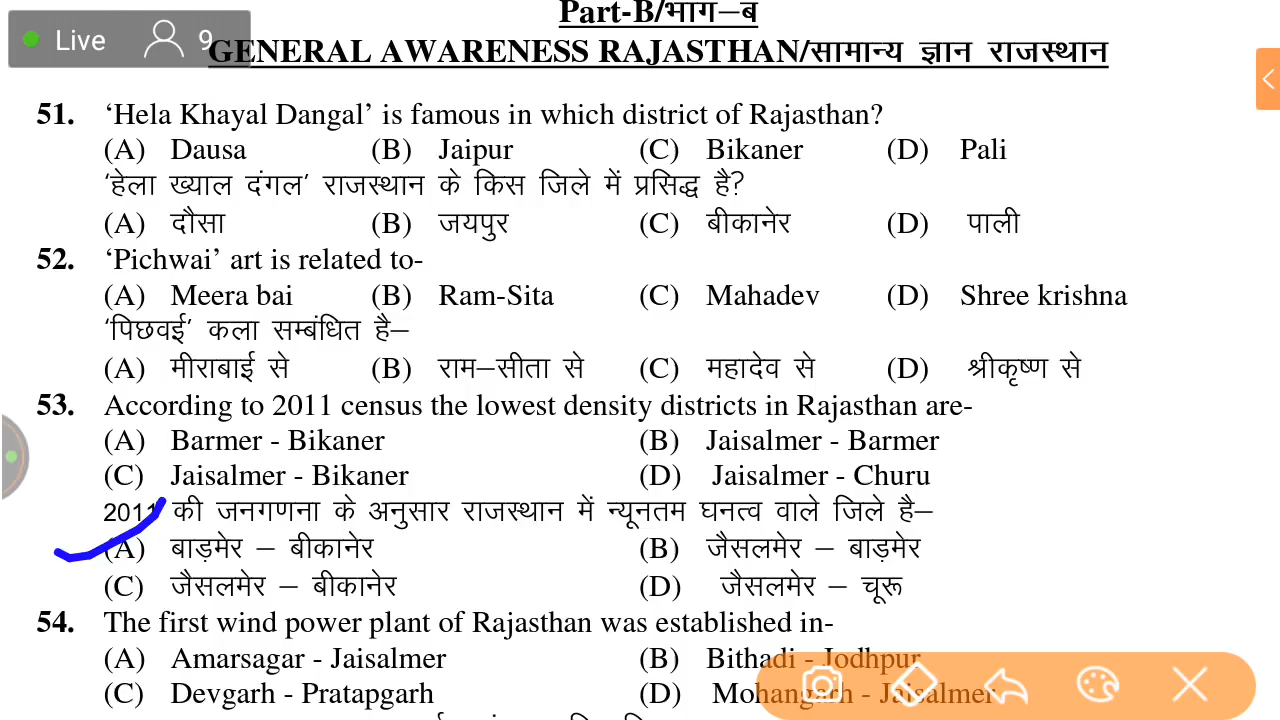 Part-B/भाग–ब
Live 9
GENERAL AWARENESS RAJASTHAN/सामान्य ज्ञान राजस्थान
51. ‘Hela Khayal Dangal’ is famous in which district of Rajasthan?
(A) Dausa (B) Jaipur (C) Bikaner (D) Pali
‘हेला ख्याल दंगल’ राजस्थान के किस जिले में प्रसिद्ध है?
(A) दौसा (B) जयपुर (C) बीकानेर (D) पाली
52. ‘Pichwai’ art is related to-
(A) Meera bai (B) Ram-Sita (C) Mahadev (D) Shree krishna
‘पिछवई’ कला सम्बंधित है–
(A) मीराबाई से (B) राम–सीता से (C) महादेव से (D) श्रीकृष्ण से
53. According to 2011 census the lowest density districts in Rajasthan are-
(A) Barmer - Bikaner (B) Jaisalmer - Barmer
(C) Jaisalmer - Bikaner (D) Jaisalmer - Churu
2011 की जनगणना के अनुसार राजस्थान में न्यूनतम घनत्व वाले जिले है–
(A) बाड़मेर – बीकानेर (B) जैसलमेर – बाड़मेर
(C) जैसलमेर – बीकानेर (D) जैसलमेर – चूरू
54. The first wind power plant of Rajasthan was established in-
(A) Amarsagar - Jaisalmer (B) Bithadi - Jodhpur
(C) Devgarh - Pratapgarh (D) Mohangarh - Jaisalmer